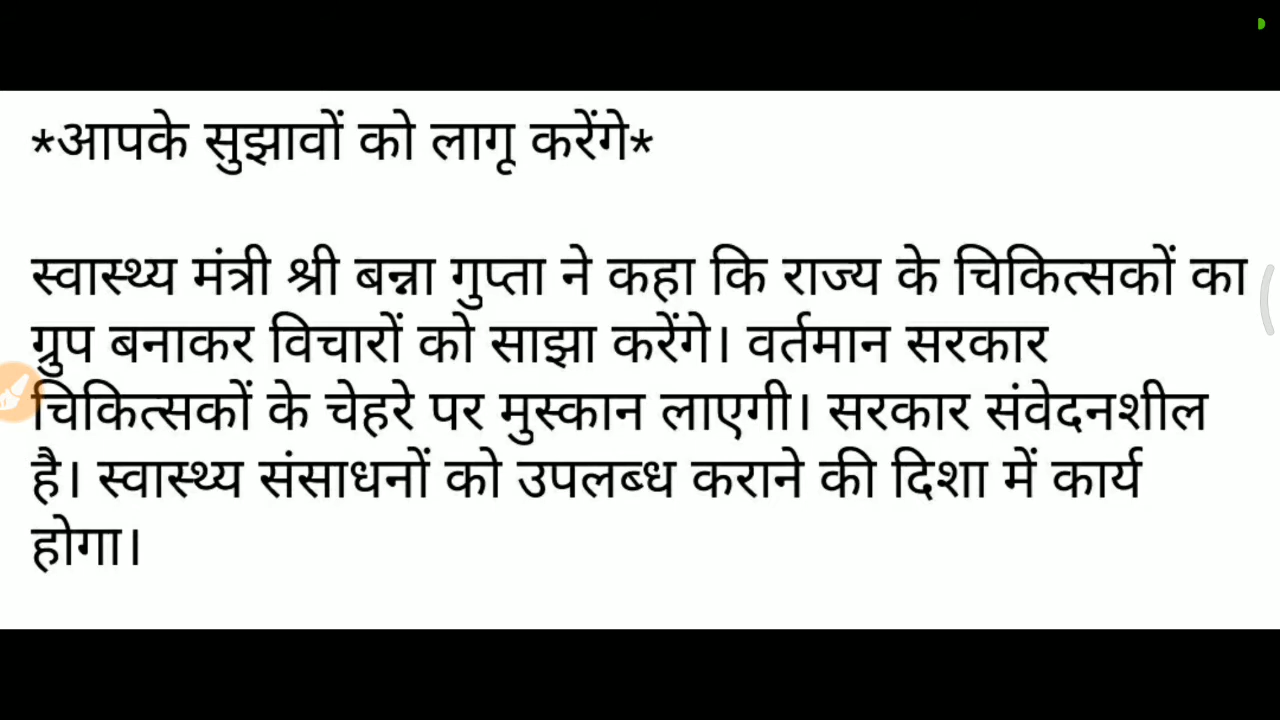 *आपके सुझावों को लागू करेंगे*
स्वास्थ्य मंत्री श्री बन्ना गुप्ता ने कहा कि राज्य के चिकित्सकों का
ग्रुप बनाकर विचारों को साझा करेंगे। वर्तमान सरकार
चिकित्सकों के चेहरे पर मुस्कान लाएगी। सरकार संवेदनशील
है। स्वास्थ्य संसाधनों को उपलब्ध कराने की दिशा में कार्य
होगा।